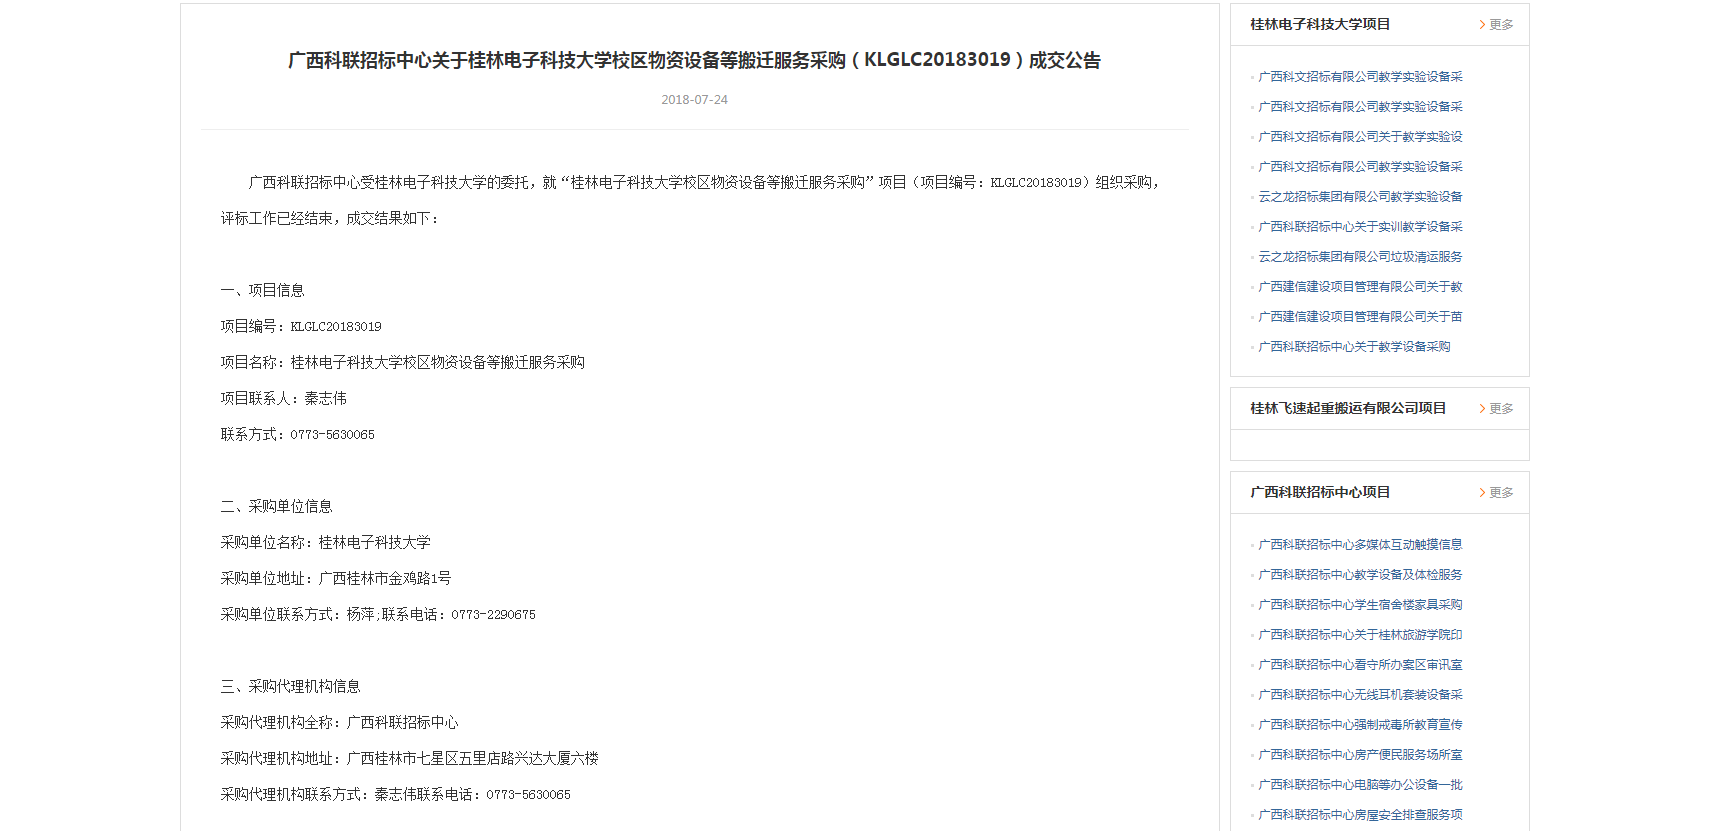 广西科联招标中心关于桂林电子科技大学校区物资设备等搬迁服务采购（KLGLC20183019）成交公告
2018-07-24
广西科联招标中心受桂林电子科技大学的委托，就“桂林电子科技大学校区物资设备等搬迁服务采购”项目（项目编号：KLGLC20183019）组织采购，
评标工作已经结束，成交结果如下：
一、项目信息
项目编号：KLGLC20183019
项目名称：桂林电子科技大学校区物资设备等搬迁服务采购
项目联系人：秦志伟
联系方式：0773-5630065
二、采购单位信息
采购单位名称：桂林电子科技大学
采购单位地址：广西桂林市金鸡路1号
采购单位联系方式：杨萍;联系电话：0773-2290675
三、采购代理机构信息
采购代理机构全称：广西科联招标中心
采购代理机构地址：广西桂林市七星区五里店路兴达大厦六楼
采购代理机构联系方式：秦志伟联系电话：0773-5630065
桂林电子科技大学项目 更多
广西科文招标有限公司教学实验设备采
广西科文招标有限公司教学实验设备采
广西科文招标有限公司关于教学实验设
广西科文招标有限公司教学实验设备采
云之龙招标集团有限公司教学实验设备
广西科联招标中心关于实训教学设备采
云之龙招标集团有限公司垃圾清运服务
广西建信建设项目管理有限公司关于教
广西建信建设项目管理有限公司关于苗
广西科联招标中心关于教学设备采购
桂林飞速起重搬运有限公司项目 更多
广西科联招标中心项目 更多
广西科联招标中心多媒体互动触摸信息
广西科联招标中心教学设备及体检服务
广西科联招标中心学生宿舍楼家具采购
广西科联招标中心关于桂林旅游学院印
广西科联招标中心看守所办案区审讯室
广西科联招标中心无线耳机套装设备采
广西科联招标中心强制戒毒所教育宣传
广西科联招标中心房产便民服务场所室
广西科联招标中心电脑等办公设备一批
广西科联招标中心房屋安全排查服务项